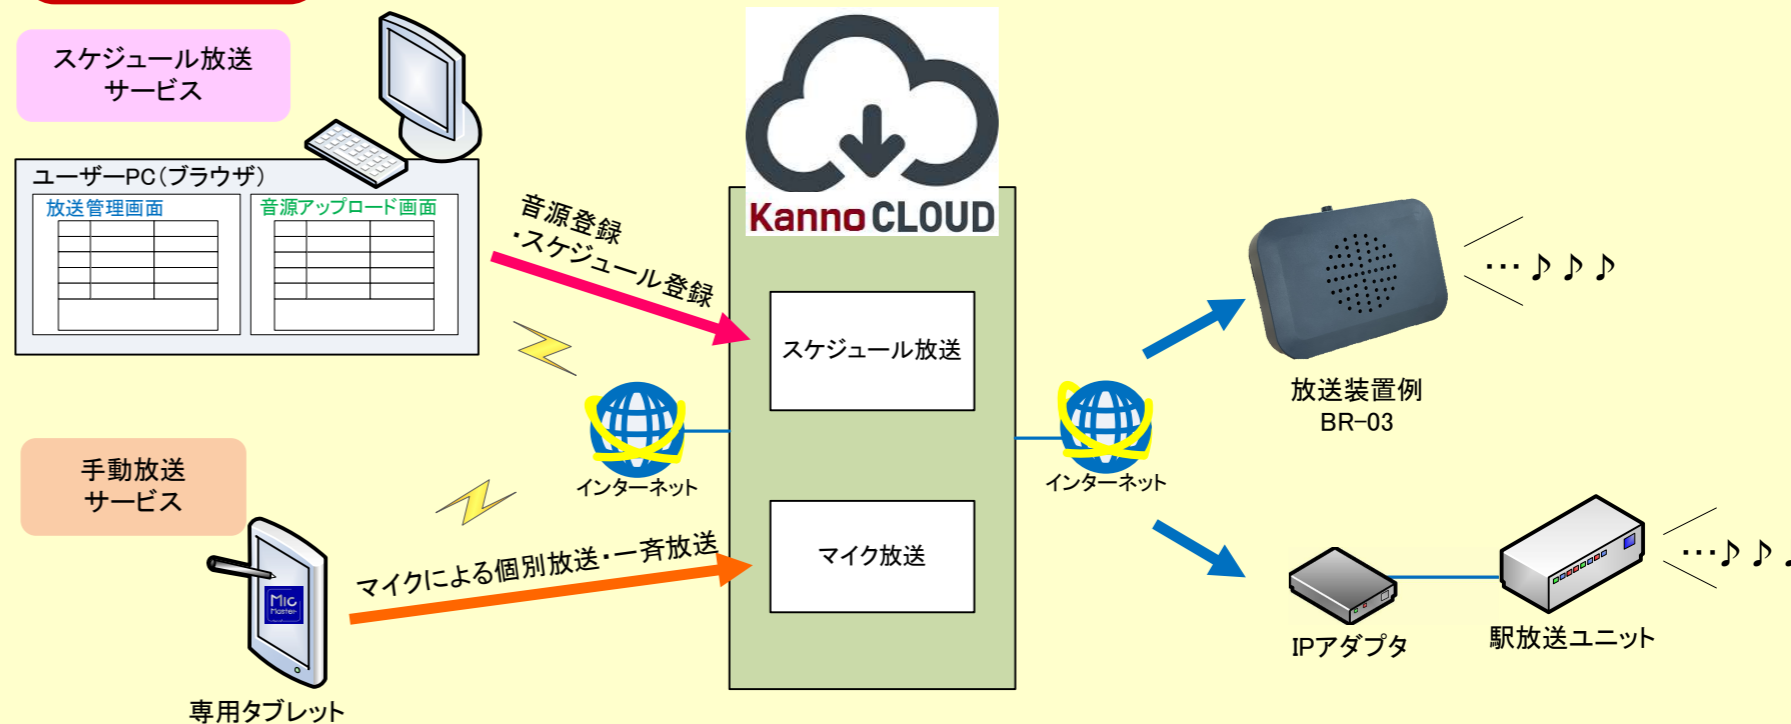 スケジュール放送
サービス
ユーザーPC(ブラウザ)
放送管理画面
音源アップロード画面
音源登録
・スケジュール登録
Kanno CLOUD
スケジュール放送
インターネット
インターネット
放送装置例
BR-03
…♪♪♪
手動放送
サービス
Mic
Master
マイクによる個別放送・一斉放送
マイク放送
専用タブレット
IPアダプタ
駅放送ユニット
…♪♪♪